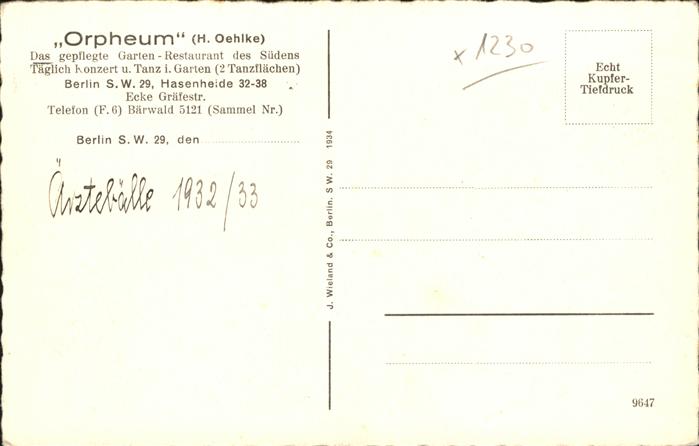 „Orpheum“ (H. Oehlke)
Das gepflegte Garten-Restaurant des Südens
Täglich Konzert u. Tanz i. Garten (2 Tanzflächen)
Berlin S.W. 29, Hasenheide 32-38
Ecke Gräfestr.
Telefon (F. 6) Bärwald 5121 (Sammel Nr.)
Berlin S.W. 29, den
Ärztebälle 1932/33
J. Wieland & Co., Berlin. S W. 29 1934
x 1230
Echt
Kupfer-
Tiefdruck
9647